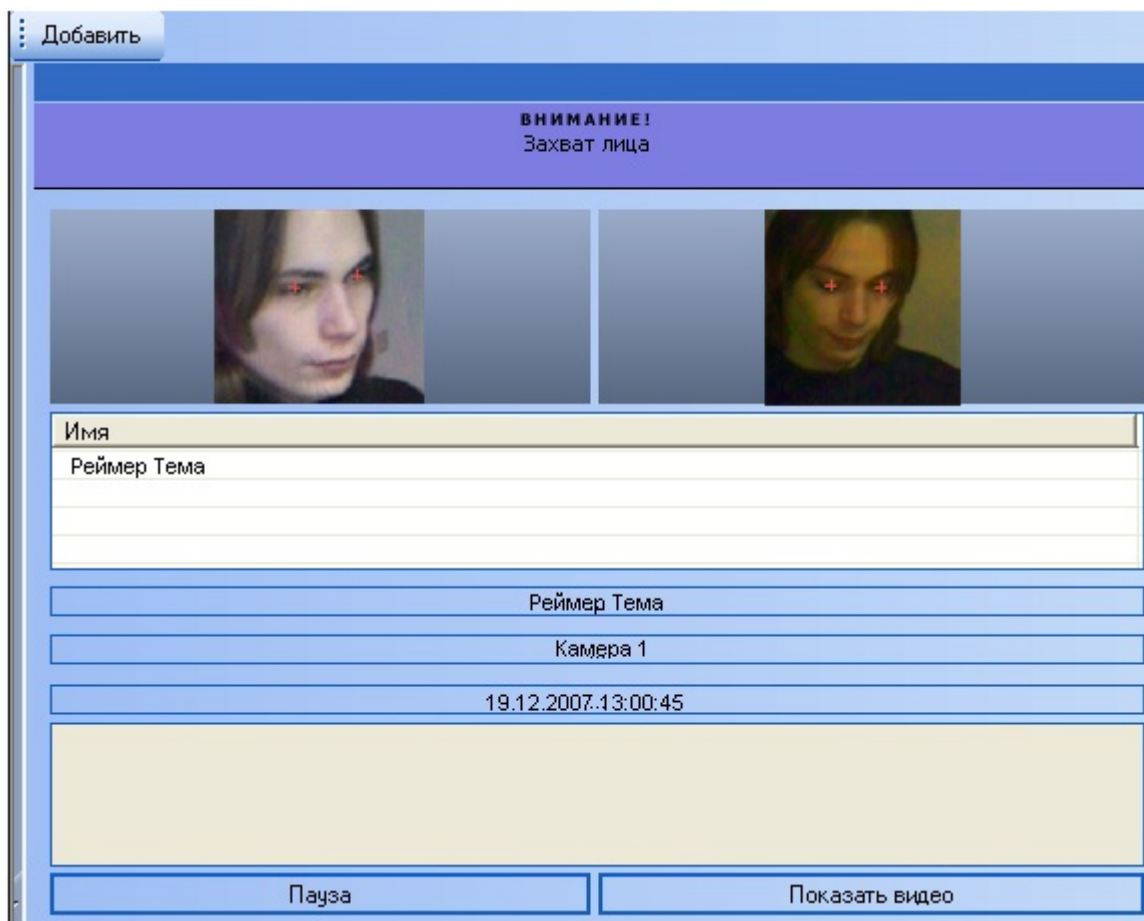 Добавить
ВНИМАНИЕ!
Захват лица
Имя
Реймер Тема
Реймер Тема
Камера 1
19.12.2007 13:00:45
Пауза
Показать видео